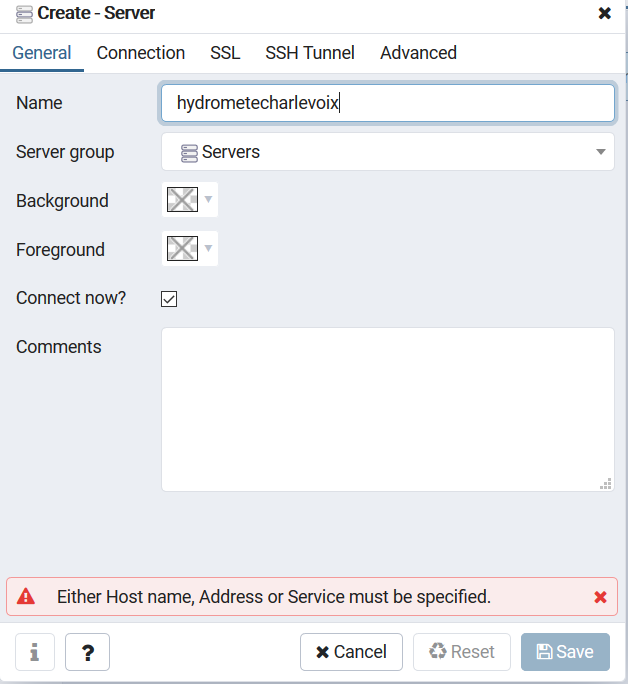 Create - Server
General Connection SSL SSH Tunnel Advanced
Name hydrometecharlevoix
Server group Servers
Background
Foreground
Connect now?
Comments
Either Host name, Address or Service must be specified.
i ? Cancel Reset Save